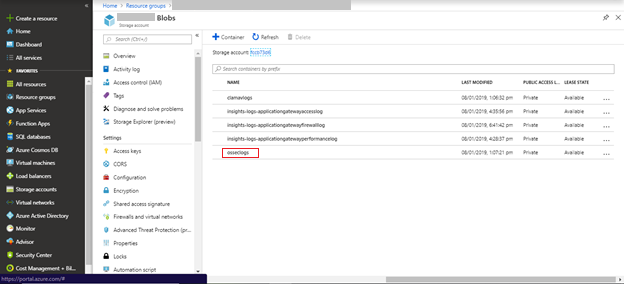 Home > Resource groups >
Blobs
Storage account
Create a resource
Home
Dashboard
All services
FAVORITES
All resources
Resource groups
App Services
Function Apps
SQL databases
Azure Cosmos DB
Virtual machines
Load balancers
Storage accounts
Virtual networks
Azure Active Directory
Monitor
Advisor
Security Center
Cost Management + Bil...
https://portal.azure.com/#
Search (Ctrl+/)
Overview
Activity log
Access control (IAM)
Tags
Diagnose and solve problems
Storage Explorer (preview)
Settings
Access keys
CORS
Configuration
Encryption
Shared access signature
Firewalls and virtual networks
Advanced Threat Protection (pr...
Properties
Locks
Automation script
Container Refresh Delete
Storage account:
Search containers by prefix
NAME LAST MODIFIED PUBLIC ACCESS L... LEASE STATE
clamavlogs 08/01/2019, 1:06:32 pm Private Available ...
insights-logs-applicationgatewayaccesslog 08/01/2019, 4:35:56 pm Private Available ...
insights-logs-applicationgatewayfirewalllog 08/01/2019, 6:41:42 pm Private Available ...
insights-logs-applicationgatewayperformancelog 08/01/2019, 4:28:37 pm Private Available ...
osseclogs 08/01/2019, 1:07:21 pm Private Available ...